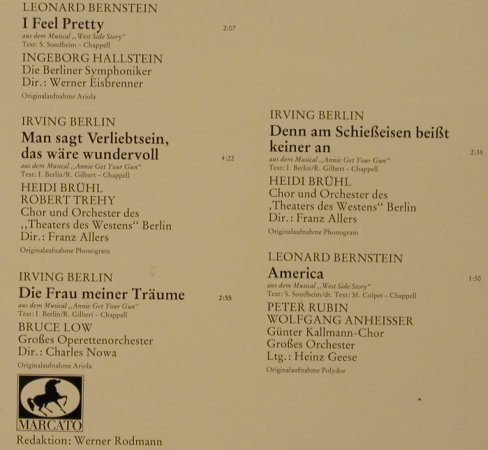 LEONARD BERNSTEIN
I Feel Pretty 2:07
aus dem Musical „West Side Story"
Text: S. Sondheim – Chappell
INGEBORG HALLSTEIN
Die Berliner Symphoniker
Dir.: Werner Eisbrenner
Originalaufnahme Ariola
IRVING BERLIN
Man sagt Verliebtsein,
das wäre wundervoll 4:22
aus dem Musical „Annie Get Your Gun"
Text: I. Berlin/R. Gilbert – Chappell
HEIDI BRÜHL
ROBERT TREHY
Chor und Orchester des
„Theaters des Westens" Berlin
Dir.: Franz Allers
Originalaufnahme Phonogram
IRVING BERLIN
Die Frau meiner Träume 2:55
aus dem Musical „Annie Get Your Gun"
Text: I. Berlin/R. Gilbert – Chappell
BRUCE LOW
Großes Operettenorchester
Dir.: Charles Nowa
Originalaufnahme Ariola
MARCATO
Redaktion: Werner Rodmann
IRVING BERLIN
Denn am Schießeisen beißt
keiner an 2:38
aus dem Musical „Annie Get Your Gun"
Text: I. Berlin/R. Gilbert – Chappell
HEIDI BRÜHL
Chor und Orchester des
‚Theaters des Westens" Berlin
Dir.: Franz Allers
Originalaufnahme Phonogram
LEONARD BERNSTEIN
America 1:50
aus dem Musical „West Side Story"
Text: S. Sondheim/dt. Text: M. Colpet – Chappell
PETER RUBIN
WOLFGANG ANHEISSER
Günter Kallmann-Chor
Großes Orchester
Ltg.: Heinz Geese
Originalaufnahme Polydor